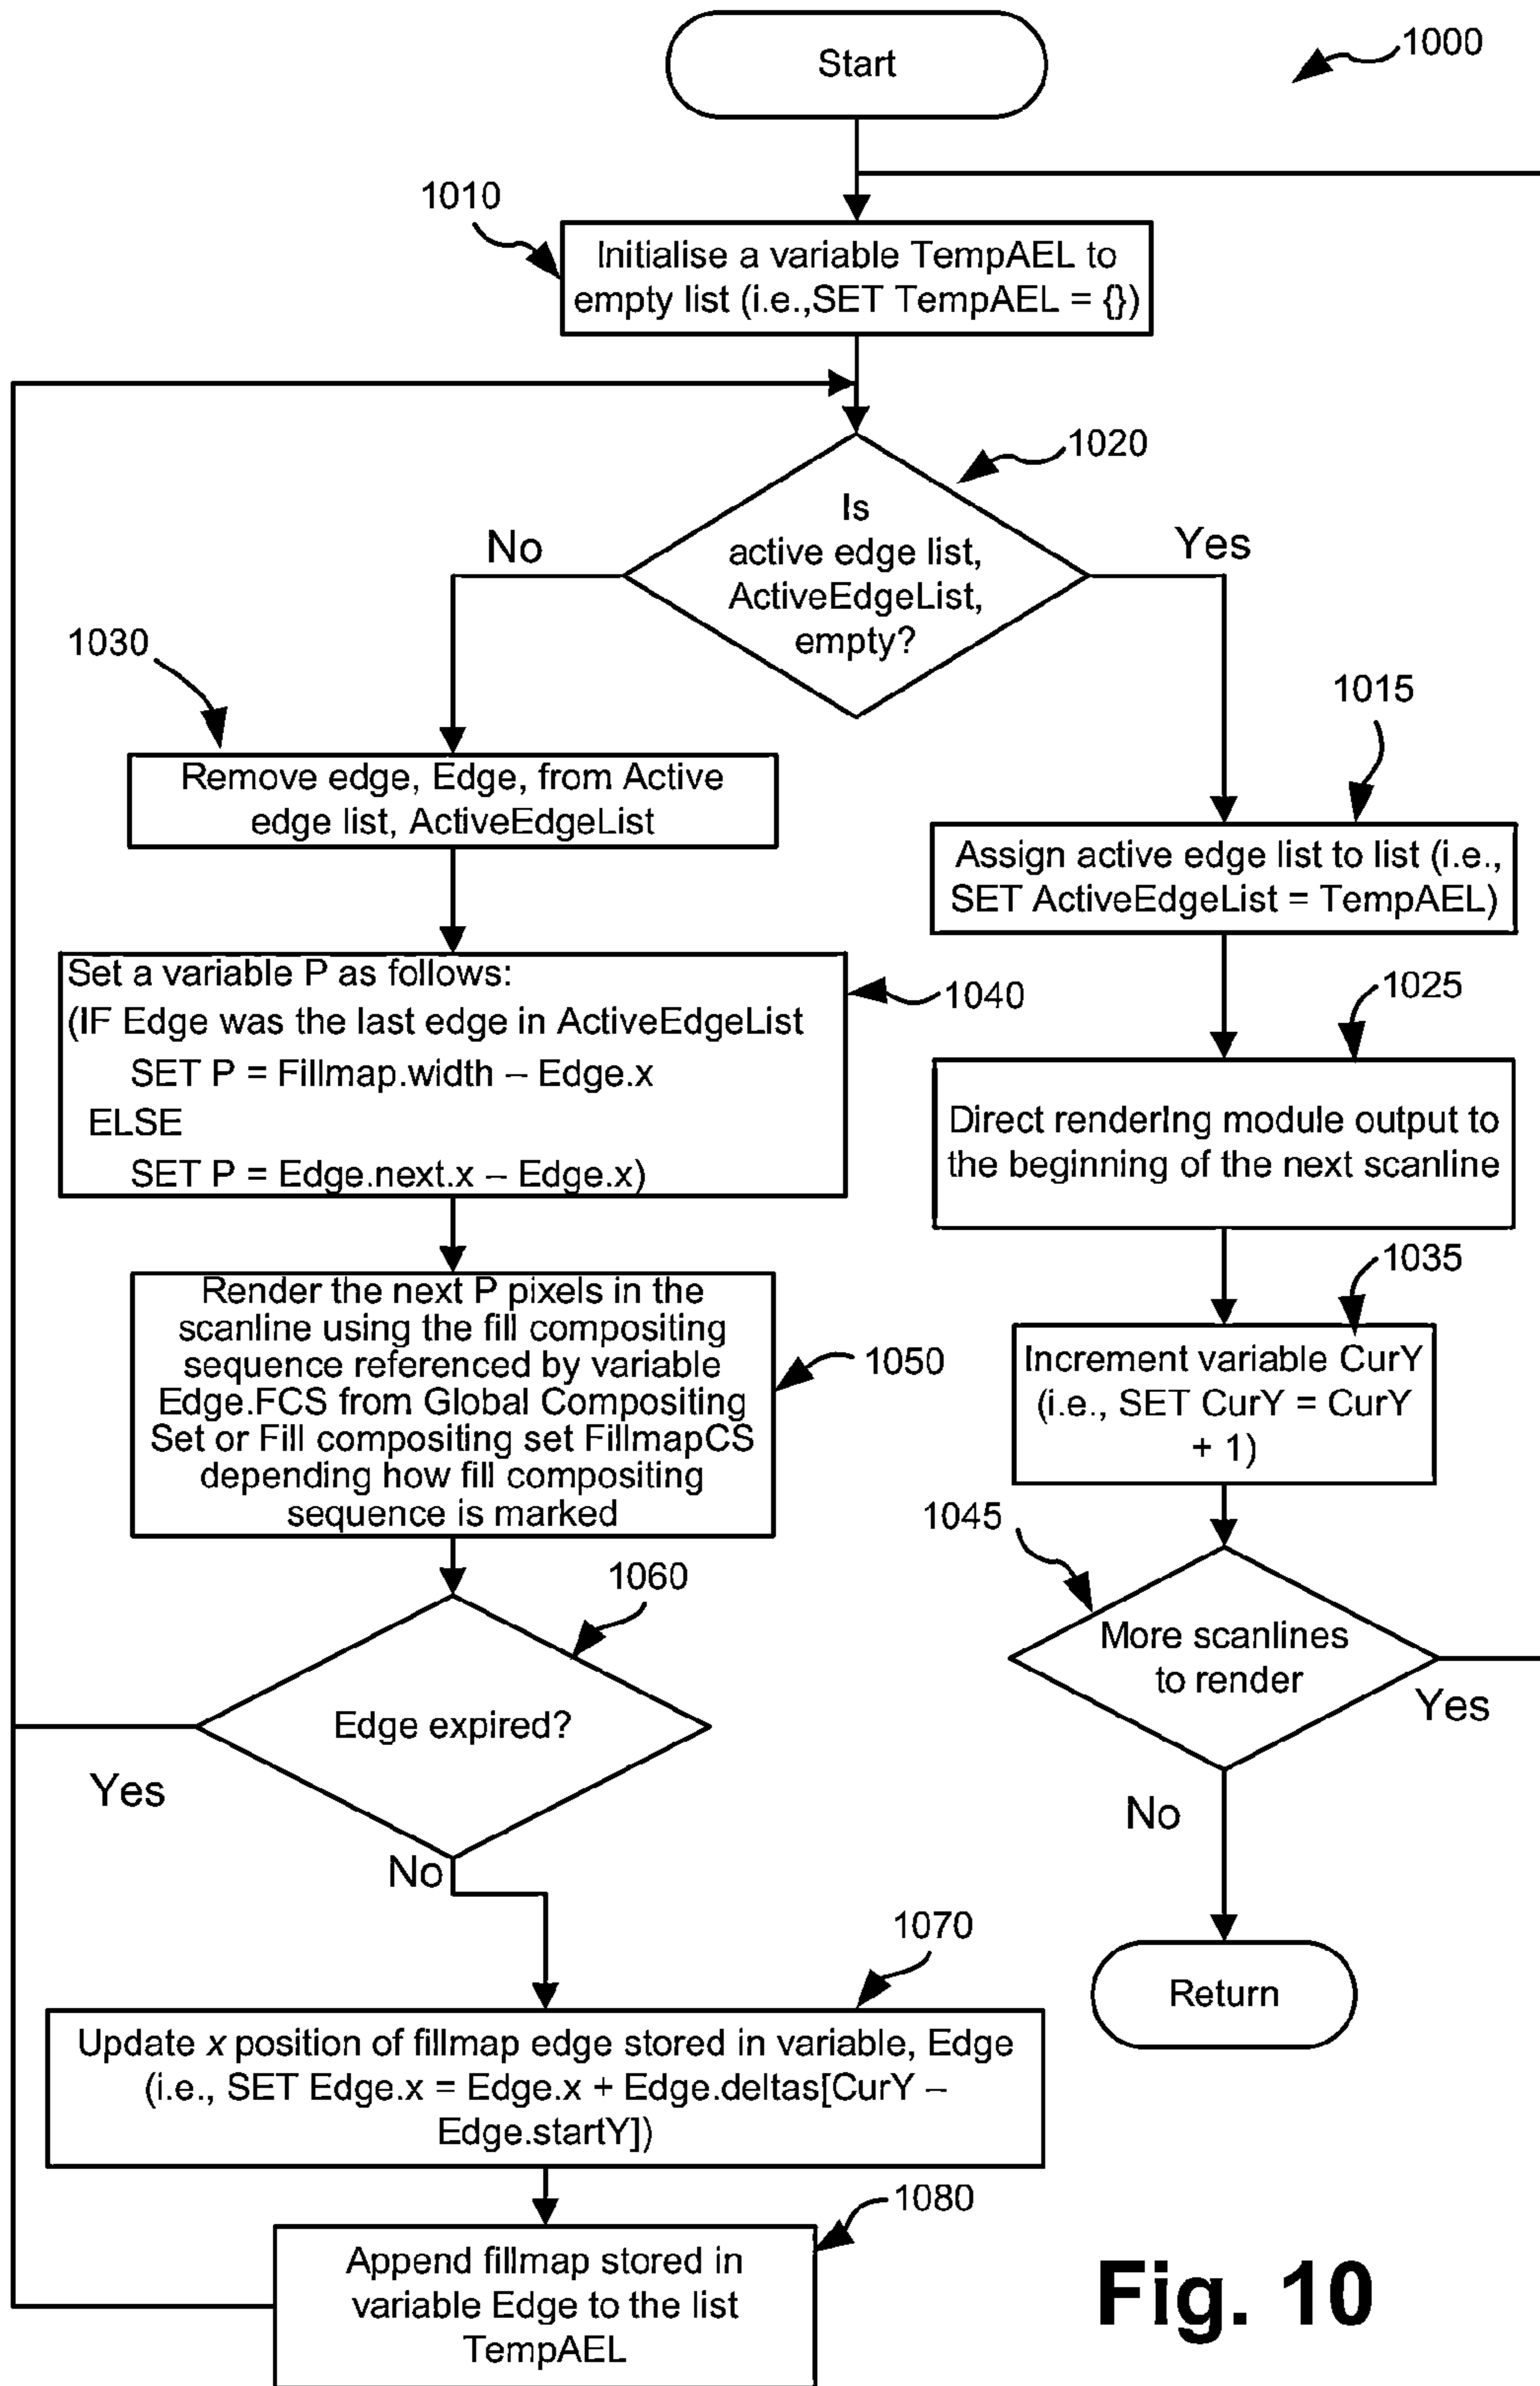 Start
1000
1010
Initialise a variable TempAEL to
empty list (i.e.,SET TempAEL = {})
1020
Is
active edge list,
ActiveEdgeList,
empty?
No
Yes
1030
Remove edge, Edge, from Active
edge list, ActiveEdgeList
1015
Assign active edge list to list (i.e.,
SET ActiveEdgeList = TempAEL)
Set a variable P as follows:
(IF Edge was the last edge in ActiveEdgeList
SET P = Fillmap.width – Edge.x
ELSE
SET P = Edge.next.x – Edge.x)
1040
1025
Direct rendering module output to
the beginning of the next scanline
Render the next P pixels in the
scanline using the fill compositing
sequence referenced by variable
Edge.FCS from Global Compositing
Set or Fill compositing set FillmapCS
depending how fill compositing
sequence is marked
1050
1035
Increment variable CurY
(i.e., SET CurY = CurY
+ 1)
1060
Edge expired?
Yes
No
1045
More scanlines
to render
Yes
No
Return
1070
Update x position of fillmap edge stored in variable, Edge
(i.e., SET Edge.x = Edge.x + Edge.deltas[CurY –
Edge.startY])
1080
Append fillmap stored in
variable Edge to the list
TempAEL
Fig. 10